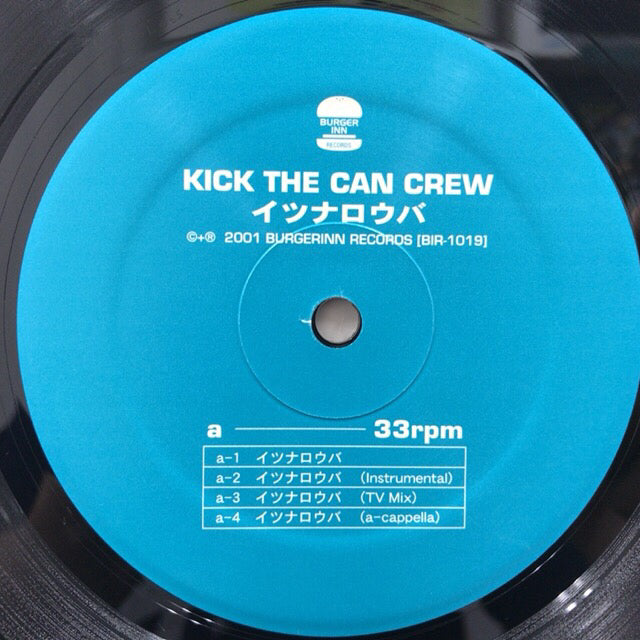 BURGER
INN
RECORDS
KICK THE CAN CREW
イツナロウバ
©+℗ 2001 BURGERINN RECORDS [BIR-1019]
a 33rpm
a-1 イツナロウバ
a-2 イツナロウバ (Instrumental)
a-3 イツナロウバ (TV Mix)
a-4 イツナロウバ (a-cappella)